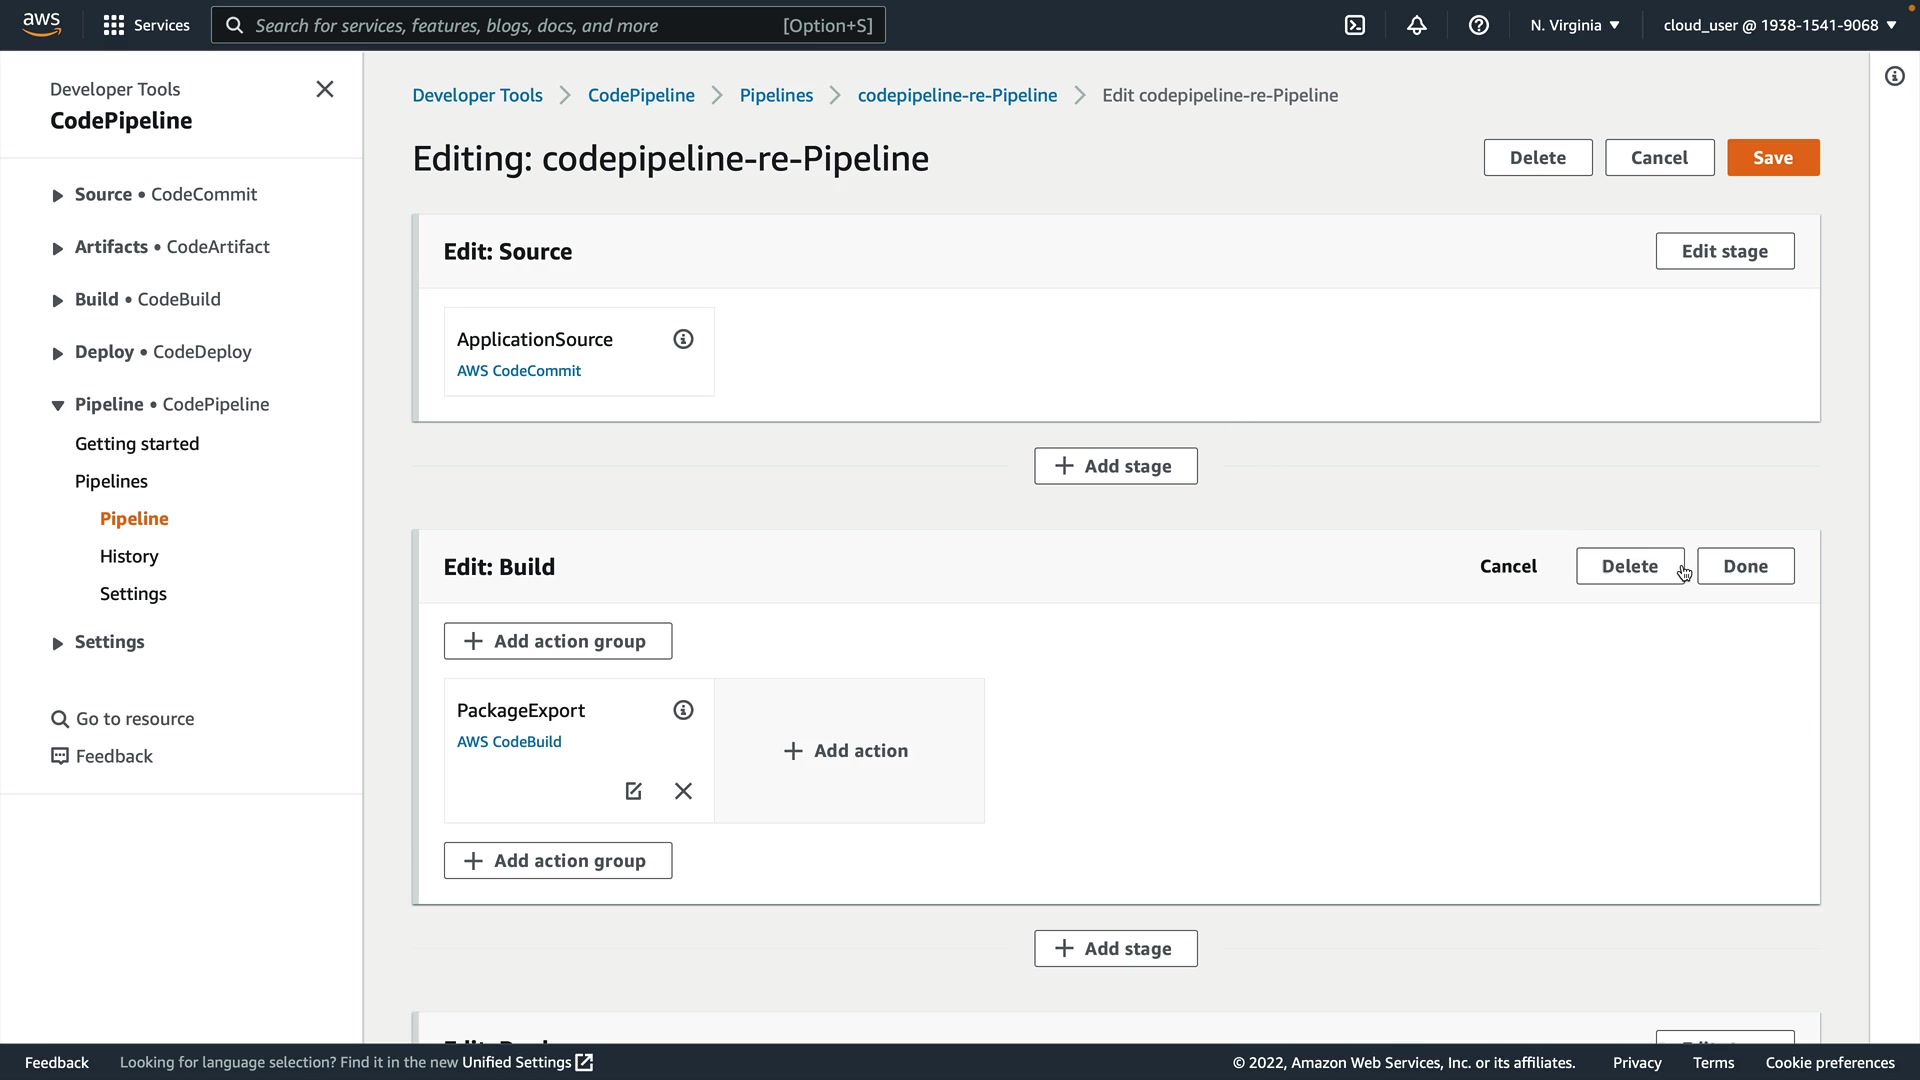 aws
Services
Search for services, features, blogs, docs, and more
[Option+S]
N. Virginia
cloud_user @ 1938-1541-9068
Developer Tools
CodePipeline
Source • CodeCommit
Artifacts • CodeArtifact
Build • CodeBuild
Deploy • CodeDeploy
Pipeline • CodePipeline
Getting started
Pipelines
Pipeline
History
Settings
Settings
Go to resource
Feedback
Developer Tools
CodePipeline
Pipelines
codepipeline-re-Pipeline
Edit codepipeline-re-Pipeline
Editing: codepipeline-re-Pipeline
Delete
Cancel
Save
Edit: Source
Edit stage
ApplicationSource
AWS CodeCommit
Add stage
Edit: Build
Cancel
Delete
Done
Add action group
PackageExport
AWS CodeBuild
Add action
Add action group
Add stage
Feedback
Looking for language selection? Find it in the new Unified Settings
© 2022, Amazon Web Services, Inc. or its affiliates.
Privacy
Terms
Cookie preferences